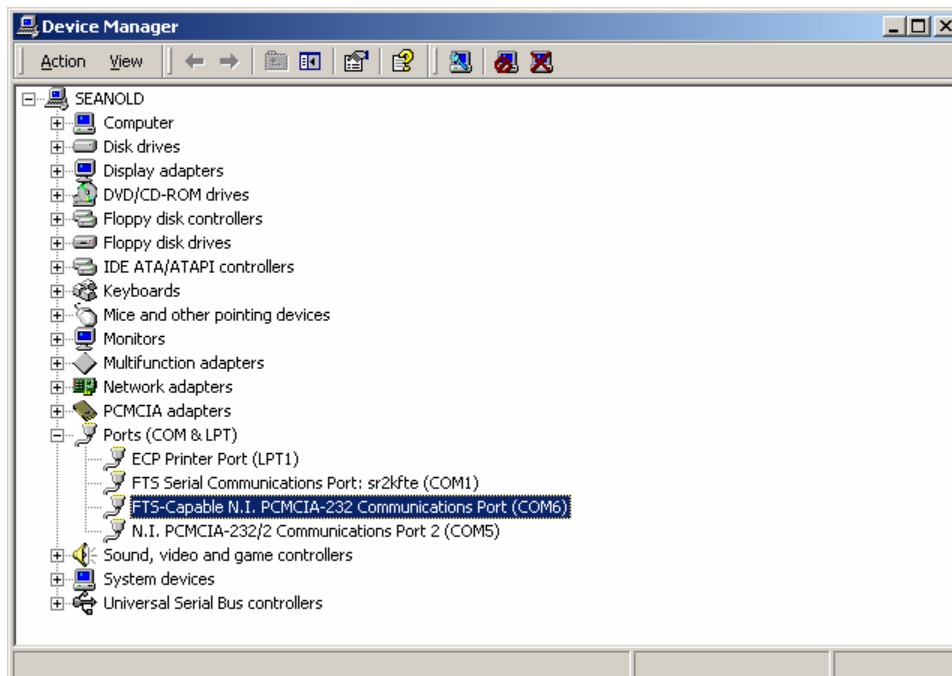 Device Manager
Action View
SEANOLD
Computer
Disk drives
Display adapters
DVD/CD-ROM drives
Floppy disk controllers
Floppy disk drives
IDE ATA/ATAPI controllers
Keyboards
Mice and other pointing devices
Monitors
Multifunction adapters
Network adapters
PCMCIA adapters
Ports (COM & LPT)
ECP Printer Port (LPT1)
FTS Serial Communications Port: sr2kfte (COM1)
FTS-Capable N.I. PCMCIA-232 Communications Port (COM6)
N.I. PCMCIA-232/2 Communications Port 2 (COM5)
Sound, video and game controllers
System devices
Universal Serial Bus controllers